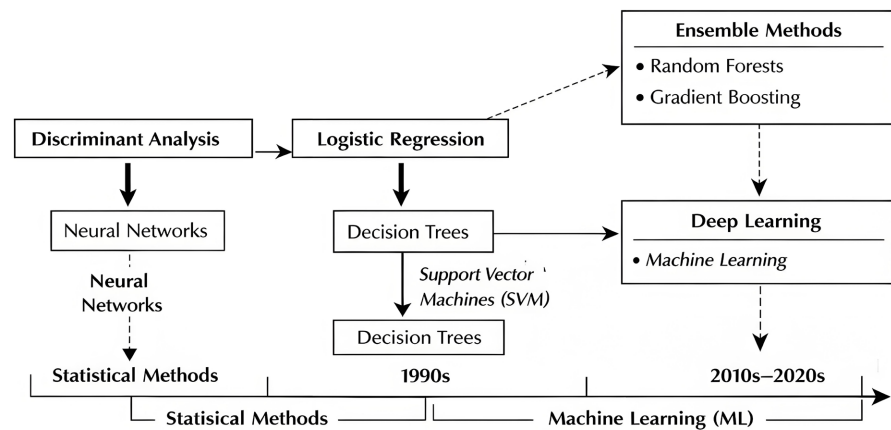 Ensemble Methods
• Random Forests
• Gradient Boosting
Discriminant Analysis
Logistic Regression
Neural Networks
Decision Trees
Deep Learning
• Machine Learning
Neural
Networks
Support Vector
Machines (SVM)
Decision Trees
Statistical Methods
1990s
2010s–2020s
Statisical Methods
Machine Learning (ML)